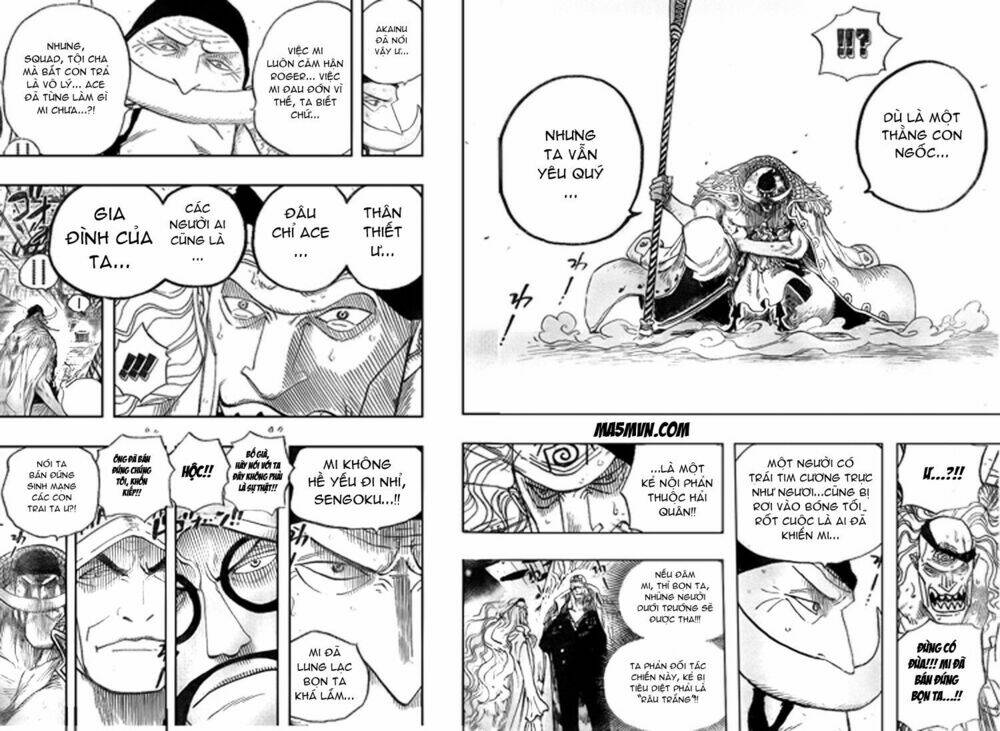 !!?
DÙ LÀ MỘT
THẰNG CON
NGỐC...
NHƯNG
TA VẪN
YÊU QUÝ
...
MA5MVN.COM
Ư...?!!
ĐỪNG CÓ
ĐÙA!!! MI ĐÃ
BÁN ĐỨNG
BỌN TA...!!
MỘT NGƯỜI CÓ
TRÁI TIM CƯƠNG TRỰC
NHƯ NGƯƠI...CŨNG BỊ
RƠI VÀO BÓNG TỐI...
RỐT CUỘC LÀ AI ĐÃ
KHIẾN MI...
...LÀ MỘT
KẺ NỘI PHẢN
THUỘC HẢI
QUÂN!!
NẾU ĐÂM
MI, THÌ BỌN TA,
NHỮNG NGƯỜI
DƯỚI TRƯỚNG SẼ
ĐƯỢC THA!!!
TA PHẢN ĐỐI TÁC
CHIẾN NÀY, KẺ BỊ
TIÊU DIỆT PHẢI LÀ
"RÂU TRẮNG"!!
AKAINU
ĐÃ NÓI
VẬY Ư...
VIỆC MI
LUÔN CĂM HẬN
ROGER... VIỆC
MI ĐAU ĐỚN VÌ
THẾ, TA BIẾT
CHỨ...
NHƯNG,
SQUAD, TỘI CHA
MÀ BẮT CON TRẢ
LÀ VÔ LÝ... ACE
ĐÃ TỪNG LÀM GÌ
MI CHƯA...?!
THÂN
THIẾT
Ư...
ĐÂU
CHỈ ACE
...
CÁC
NGƯỜI AI
CŨNG LÀ
...
GIA
ĐÌNH CỦA
TA...
!!!
MI KHÔNG
HỀ YẾU ĐI NHỈ,
SENGOKU...!!
MI ĐÃ
LUNG LẠC
BỌN TA
KHÁ LẮM...
BỐ GIÀ,
HÃY NÓI VỚI TA
ĐÂY KHÔNG PHẢI
LÀ SỰ THẬT!!
HỘC!!
ÔNG ĐÃ BÁN
ĐỨNG CHÚNG
TÔI, KHỐN
KIẾP!!
NÓI TA
BÁN ĐỨNG
SINH MẠNG
CÁC CON
TRAI TA Ư?!